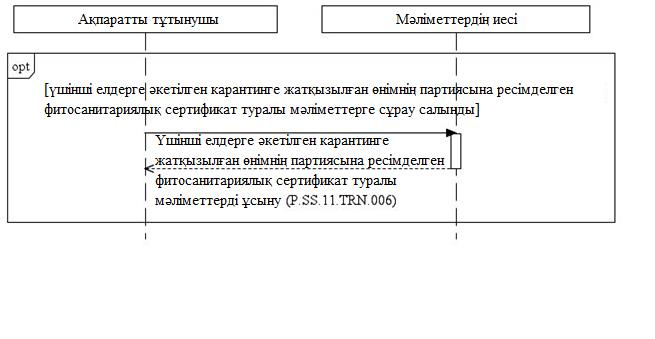 Ақпаратты тұтынушы
Мәліметтердің иесі
opt
[үшінші елдерге әкетілген карантинге жатқызылған өнімнің партиясына ресімделген
фитосанитариялық сертификат туралы мәліметтерге сұрау салынды]
Үшінші елдерге әкетілген карантинге
жатқызылған өнімнің партиясына ресімделген
фитосанитариялық сертификат туралы
мәліметтерді ұсыну (P.SS.11.TRN.006)